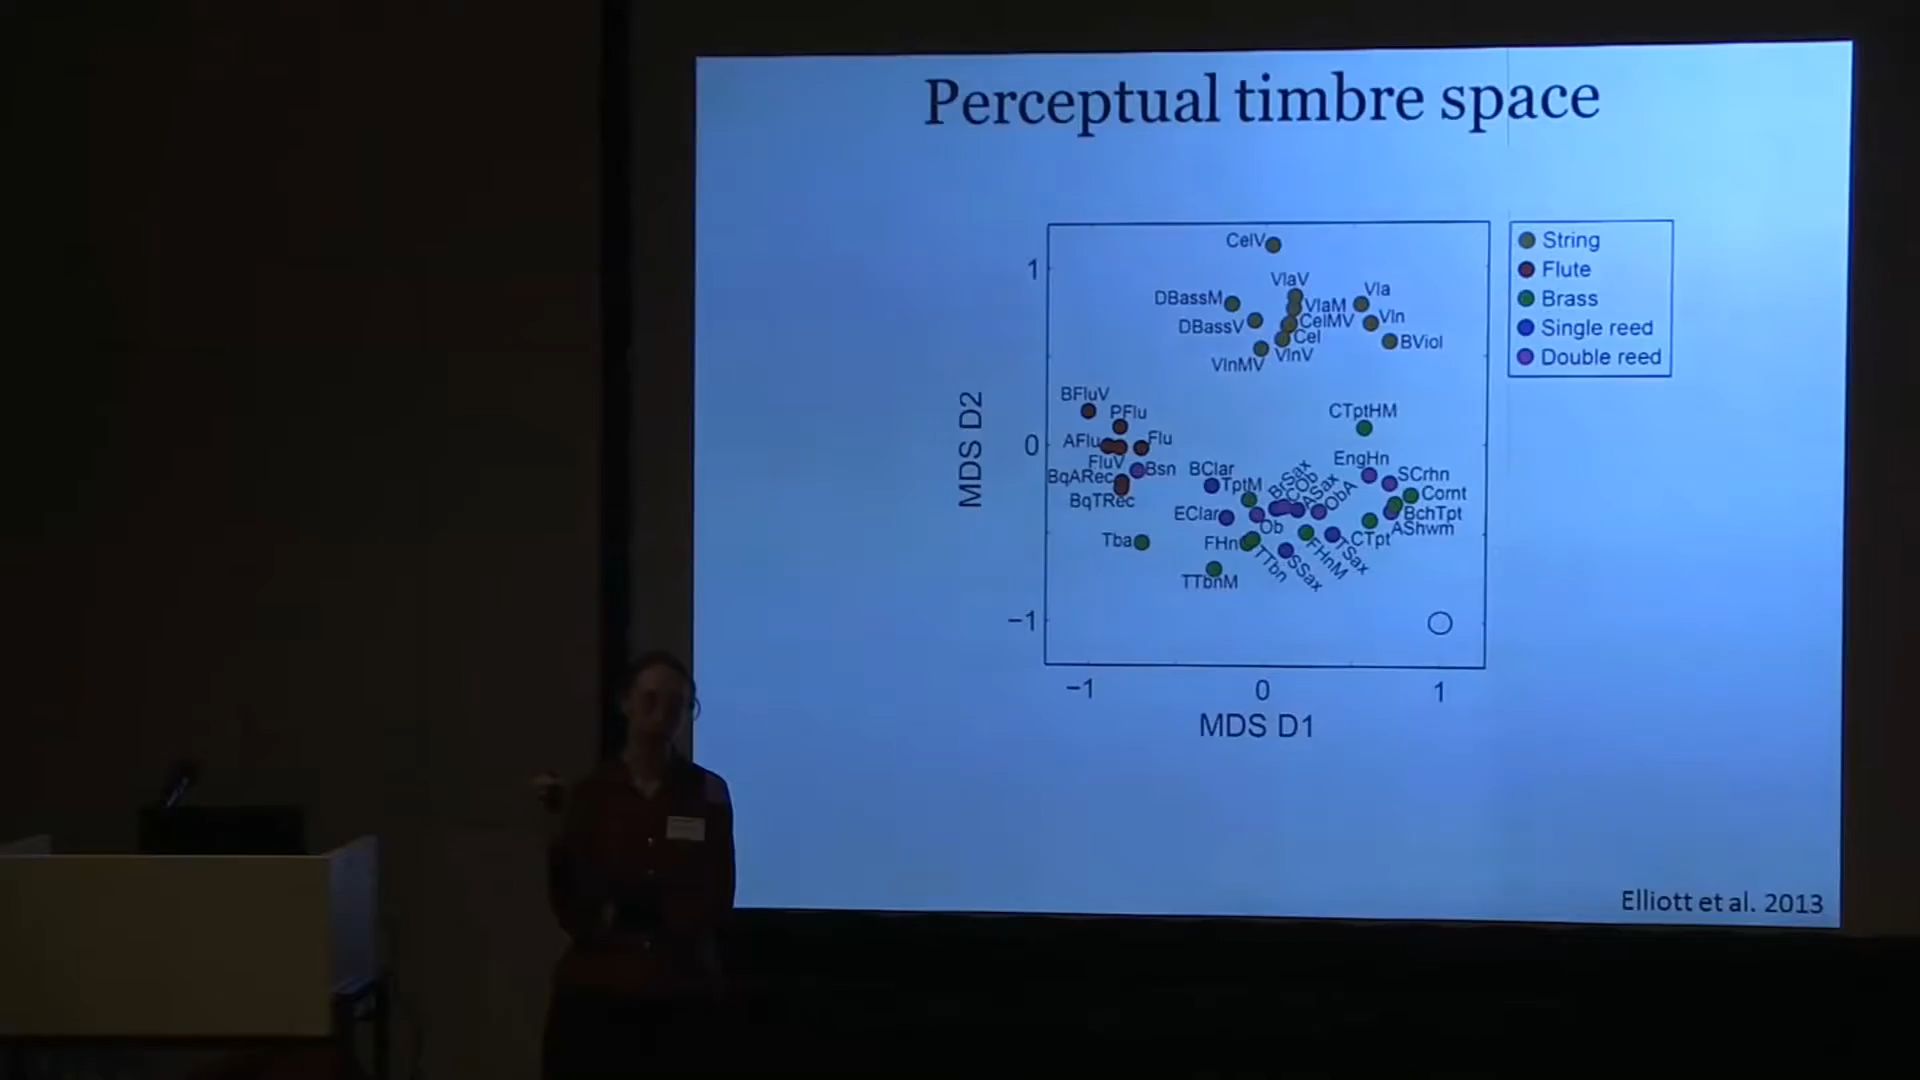 Perceptual timbre space
String
Flute
Brass
Single reed
Double reed
CelV
VlaV
Vla
DBassM
VlaM
DBassV
CelMV
Vln
Cel
BViol
VlnMV
VlnV
BFluV
PFlu
CTptHM
AFlu
Flu
FluV
Bsn
BClar
EngHn
SCrhn
BqARec
TptM
BrSax
COb
ASax
ObA
Cornt
BqTRec
EClar
Ob
BchTpt
AShwm
Tba
FHn
CTpt
TTbn
SSax
FHnM
TSax
TTbnM
1
0
−1
MDS D2
−1
0
1
MDS D1
Elliott et al. 2013